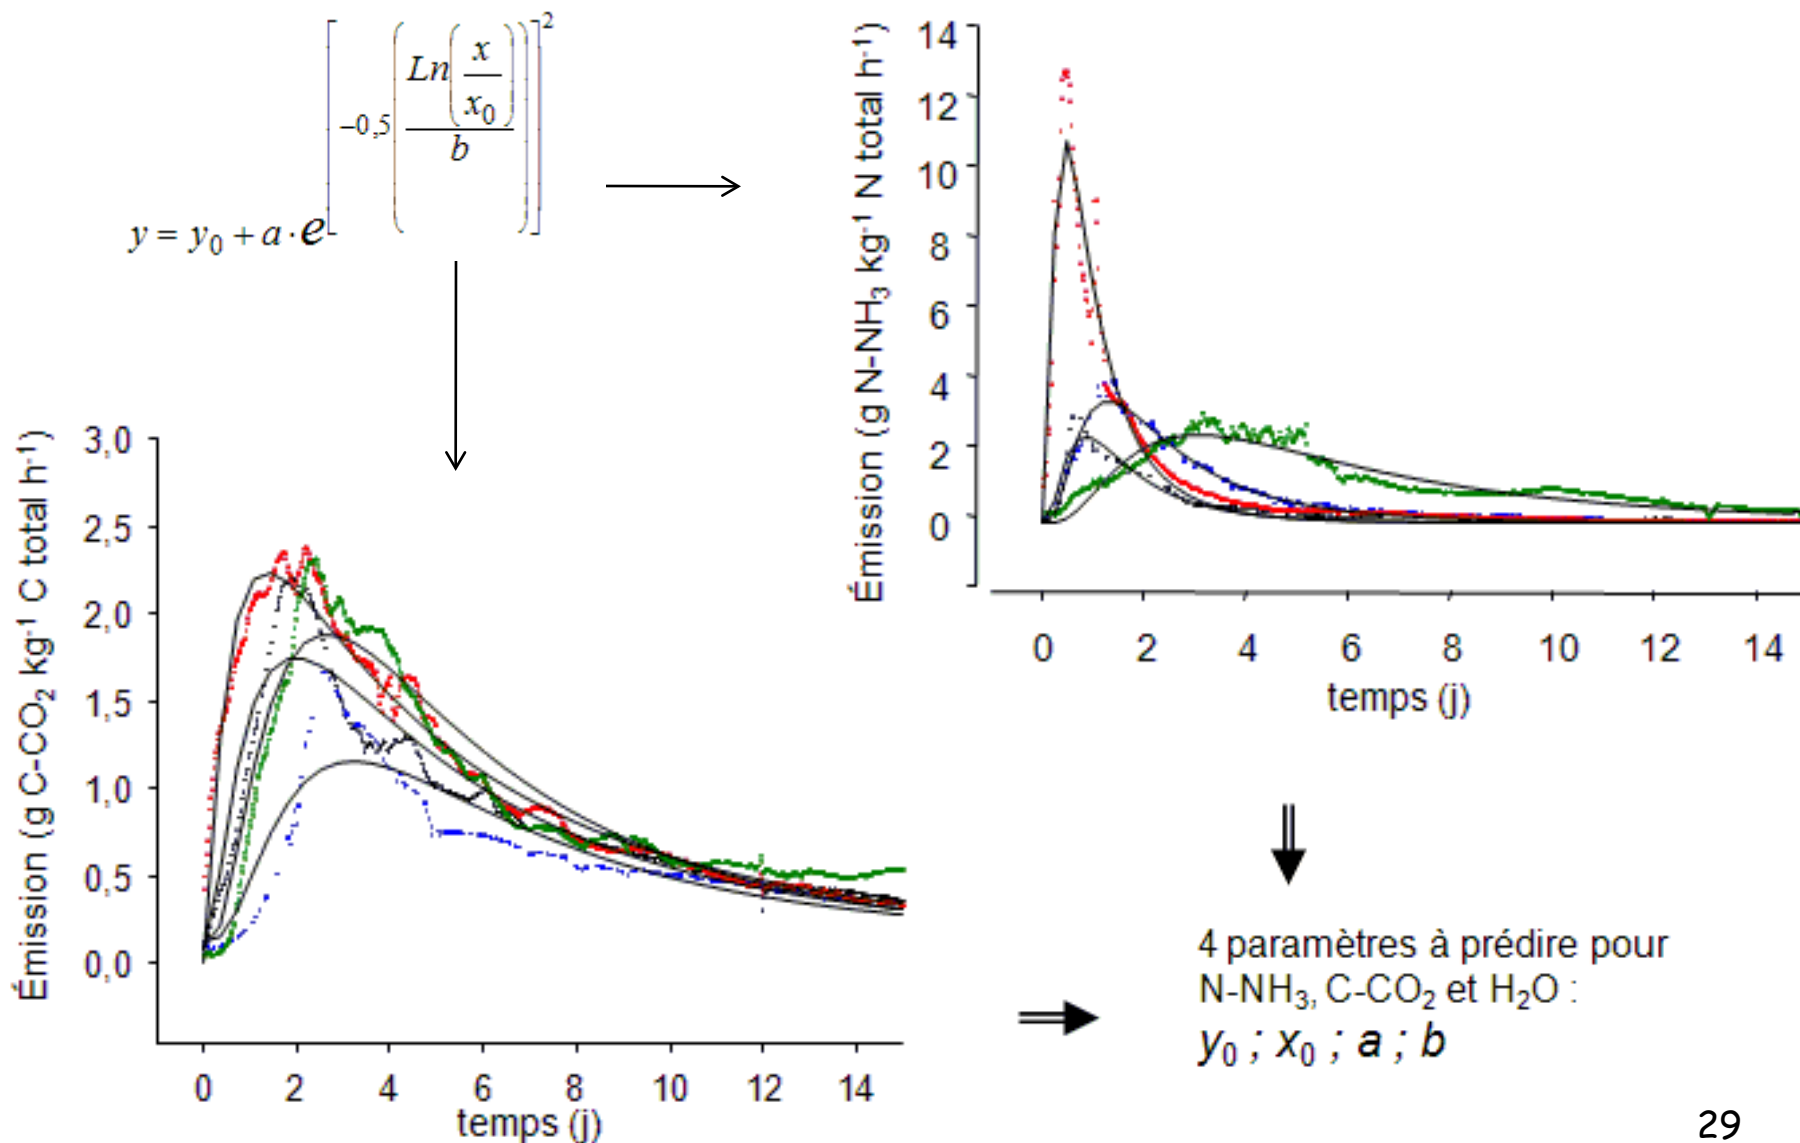 y = y₀ + a · e^[−0,5 (Ln(x/x₀)/b)]²
Émission (g N-NH₃ kg⁻¹ N total h⁻¹)
14
12
10
8
6
4
2
0
0 2 4 6 8 10 12 14
temps (j)
Émission (g C-CO₂ kg⁻¹ C total h⁻¹)
3,0
2,5
2,0
1,5
1,0
0,5
0,0
0 2 4 6 8 10 12 14
temps (j)
4 paramètres à prédire pour
N-NH₃, C-CO₂ et H₂O :
y₀ ; x₀ ; a ; b
29